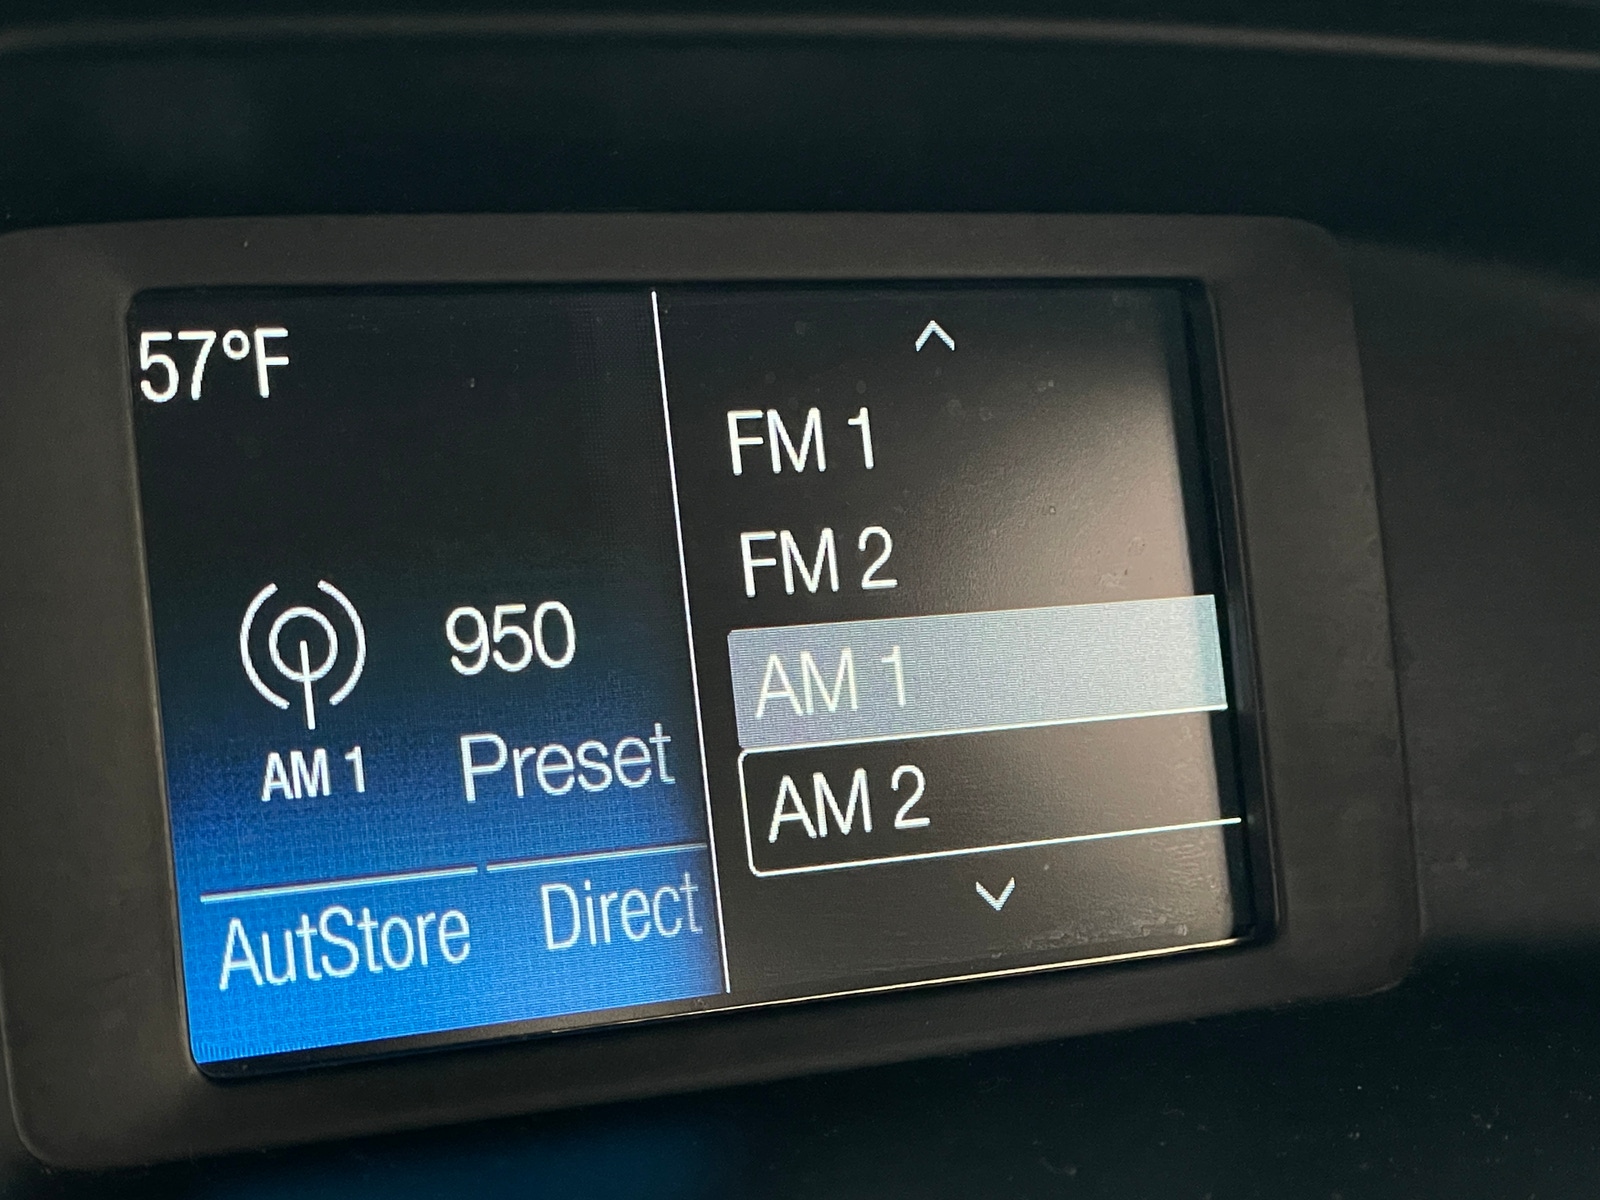 57°F
950
AM 1
Preset
AutStore
Direct
FM 1
FM 2
AM 1
AM 2